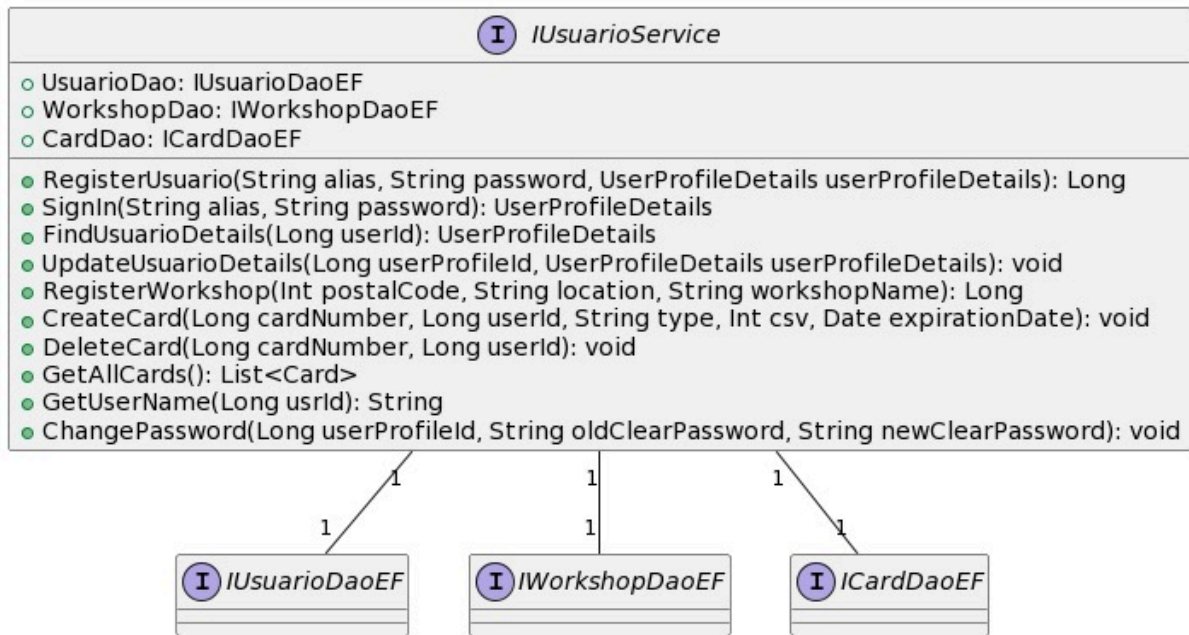 I IUsuarioService
UsuarioDao: IUsuarioDaoEF
WorkshopDao: IWorkshopDaoEF
CardDao: ICardDaoEF
RegisterUsuario(String alias, String password, UserProfileDetails userProfileDetails): Long
SignIn(String alias, String password): UserProfileDetails
FindUsuarioDetails(Long userId): UserProfileDetails
UpdateUsuarioDetails(Long userProfileId, UserProfileDetails userProfileDetails): void
RegisterWorkshop(Int postalCode, String location, String workshopName): Long
CreateCard(Long cardNumber, Long userId, String type, Int csv, Date expirationDate): void
DeleteCard(Long cardNumber, Long userId): void
GetAllCards(): List<Card>
GetUserName(Long usrId): String
ChangePassword(Long userProfileId, String oldClearPassword, String newClearPassword): void
1 1 1
1 1 1
I IUsuarioDaoEF
I IWorkshopDaoEF
I ICardDaoEF